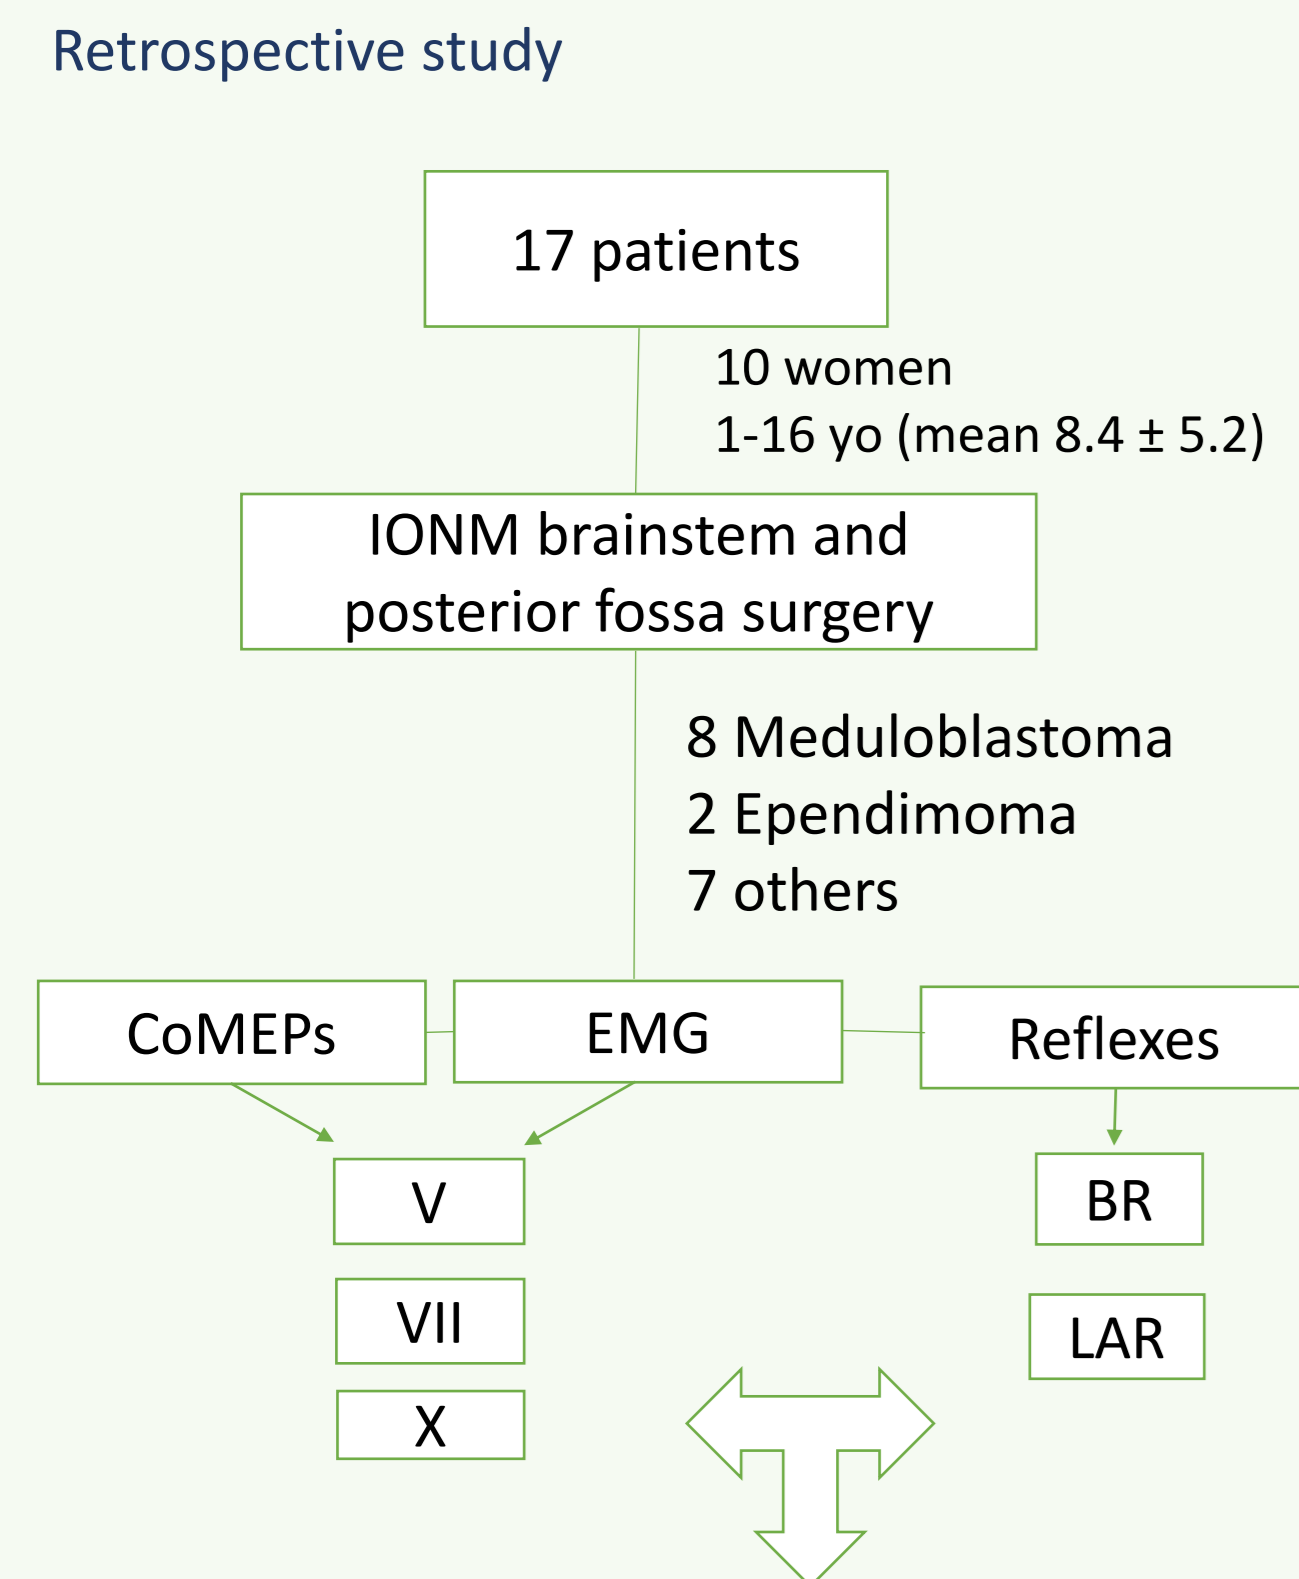 Retrospective study
17 patients
10 women
1-16 yo (mean 8.4 ± 5.2)
IONM brainstem and
posterior fossa surgery
8 Meduloblastoma
2 Ependimoma
7 others
CoMEPs
EMG
Reflexes
V
BR
VII
LAR
X